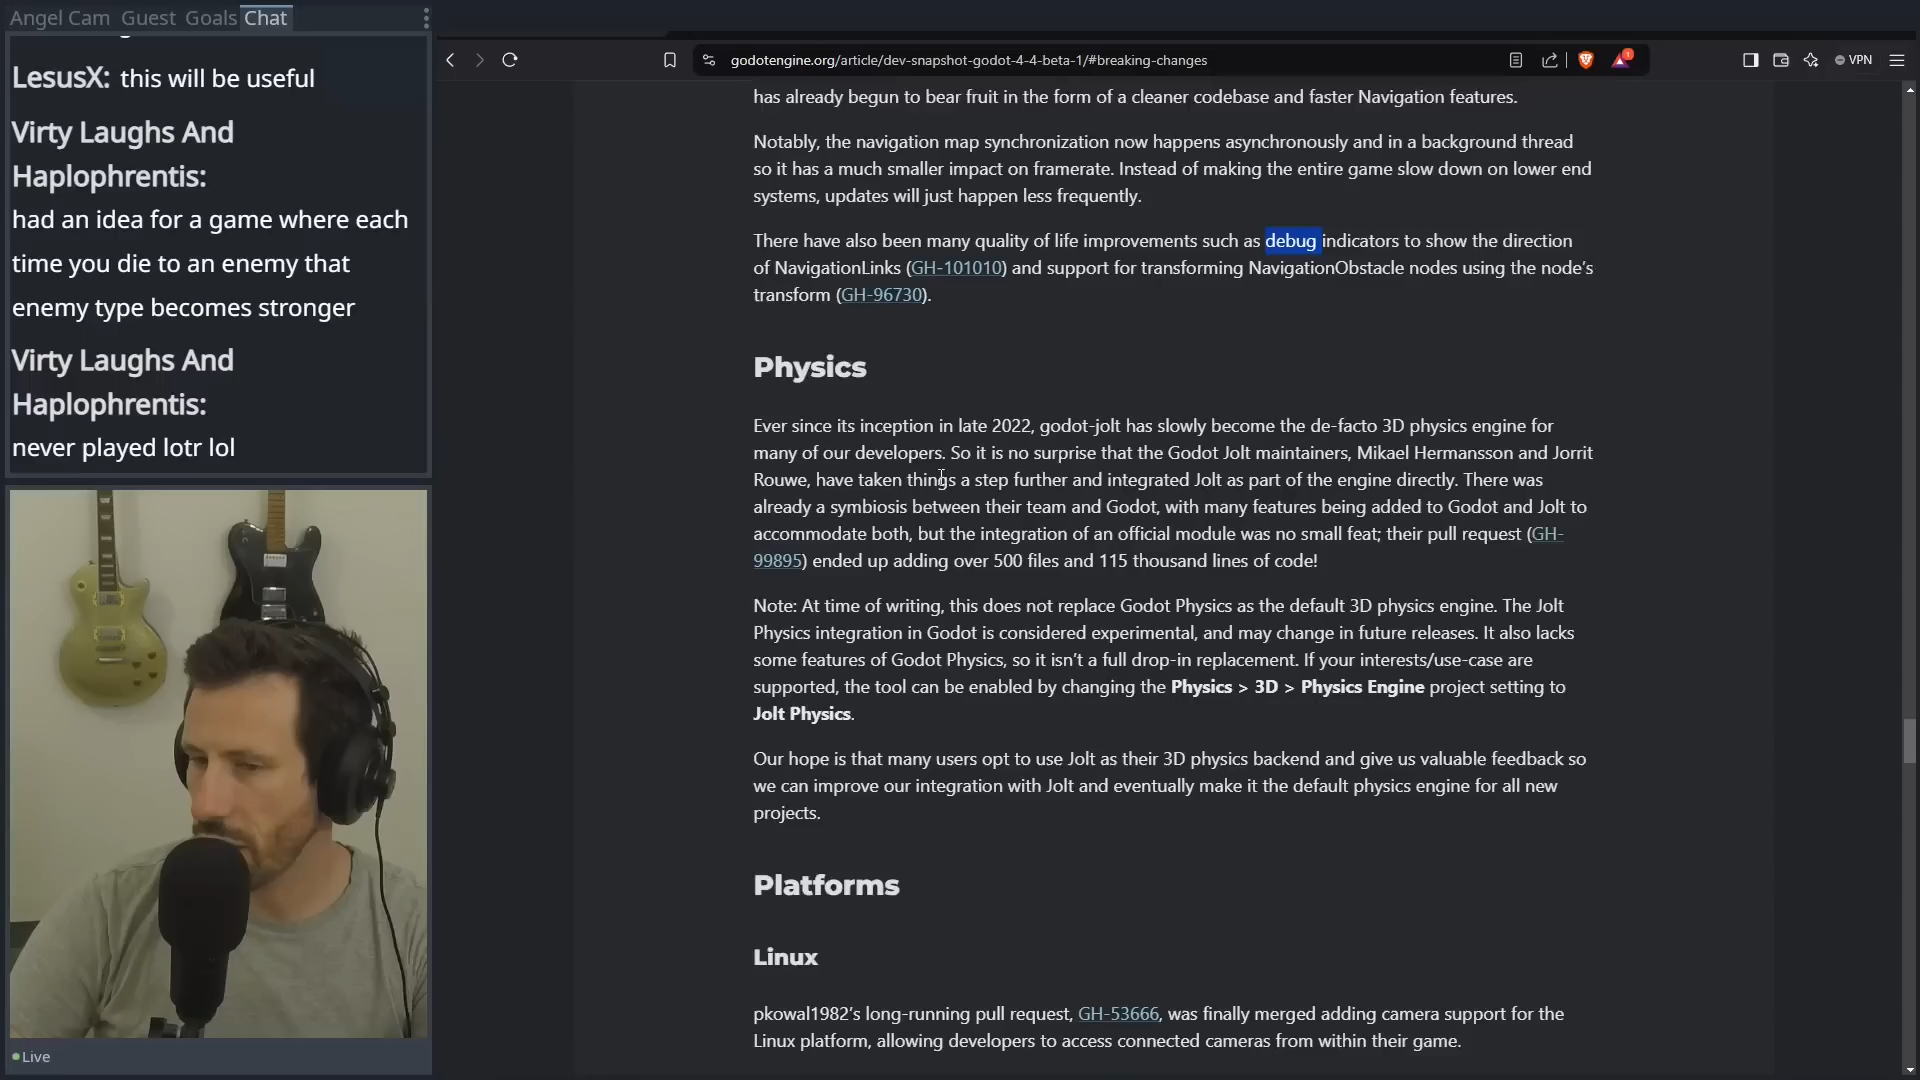 Angel Cam Guest Goals Chat
LesusX: this will be useful
Virty Laughs And
Haplophrentis:
had an idea for a game where each
time you die to an enemy that
enemy type becomes stronger
Virty Laughs And
Haplophrentis:
never played lotr lol
Live
godotengine.org/article/dev-snapshot-godot-4-4-beta-1/#breaking-changes
1
VPN
has already begun to bear fruit in the form of a cleaner codebase and faster Navigation features.
Notably, the navigation map synchronization now happens asynchronously and in a background thread
so it has a much smaller impact on framerate. Instead of making the entire game slow down on lower end
systems, updates will just happen less frequently.
There have also been many quality of life improvements such as debug indicators to show the direction
of NavigationLinks (GH-101010) and support for transforming NavigationObstacle nodes using the node’s
transform (GH-96730).
Physics
Ever since its inception in late 2022, godot-jolt has slowly become the de-facto 3D physics engine for
many of our developers. So it is no surprise that the Godot Jolt maintainers, Mikael Hermansson and Jorrit
Rouwe, have taken things a step further and integrated Jolt as part of the engine directly. There was
already a symbiosis between their team and Godot, with many features being added to Godot and Jolt to
accommodate both, but the integration of an official module was no small feat; their pull request (GH-
99895) ended up adding over 500 files and 115 thousand lines of code!
Note: At time of writing, this does not replace Godot Physics as the default 3D physics engine. The Jolt
Physics integration in Godot is considered experimental, and may change in future releases. It also lacks
some features of Godot Physics, so it isn’t a full drop-in replacement. If your interests/use-case are
supported, the tool can be enabled by changing the Physics > 3D > Physics Engine project setting to
Jolt Physics.
Our hope is that many users opt to use Jolt as their 3D physics backend and give us valuable feedback so
we can improve our integration with Jolt and eventually make it the default physics engine for all new
projects.
Platforms
Linux
pkowal1982’s long-running pull request, GH-53666, was finally merged adding camera support for the
Linux platform, allowing developers to access connected cameras from within their game.